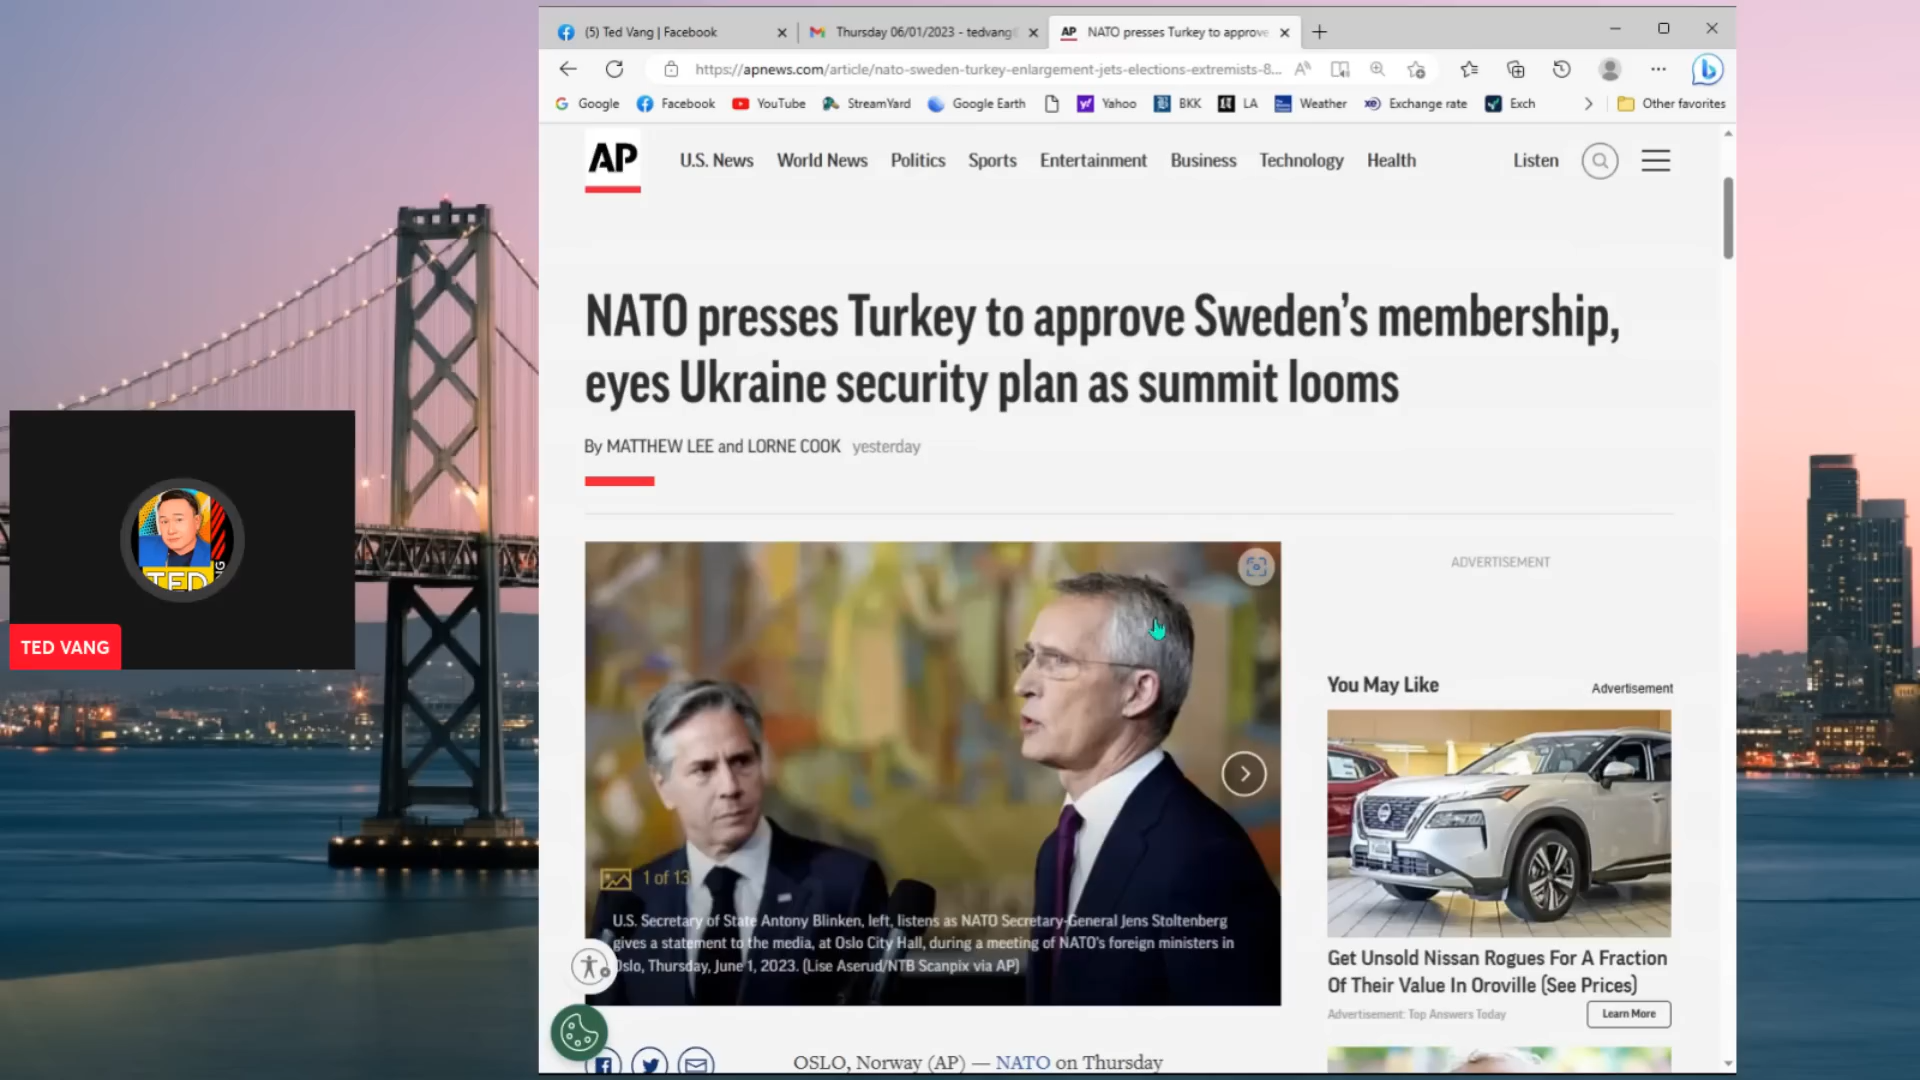 (5) Ted Vang | Facebook
Thursday 06/01/2023 - tedvang
AP NATO presses Turkey to approve
https://apnews.com/article/nato-sweden-turkey-enlargement-jets-elections-extremists-8...
Google Facebook YouTube StreamYard Google Earth Yahoo BKK LA Weather Exchange rate Exch Other favorites
AP
U.S. News World News Politics Sports Entertainment Business Technology Health Listen
NATO presses Turkey to approve Sweden's membership,
eyes Ukraine security plan as summit looms
By MATTHEW LEE and LORNE COOK yesterday
TED
NG
TED VANG
1 of 13
U.S. Secretary of State Antony Blinken, left, listens as NATO Secretary-General Jens Stoltenberg
gives a statement to the media, at Oslo City Hall, during a meeting of NATO's foreign ministers in
Oslo, Thursday, June 1, 2023. (Lise Aserud/NTB Scanpix via AP)
OSLO, Norway (AP) — NATO on Thursday
ADVERTISEMENT
You May Like Advertisement
Get Unsold Nissan Rogues For A Fraction
Of Their Value In Oroville (See Prices)
Advertisement: Top Answers Today
Learn More